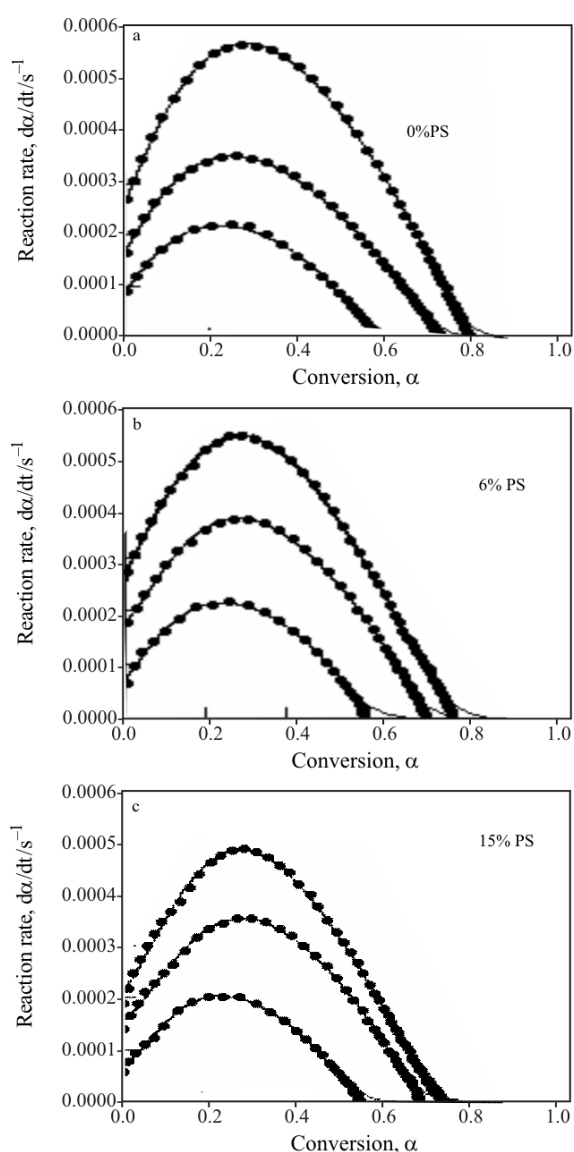 a
0%PS
Reaction rate, dα/dt/s⁻¹
0.0006
0.0005
0.0004
0.0003
0.0002
0.0001
0.0000
0.0 0.2 0.4 0.6 0.8 1.0
Conversion, α
b
6% PS
Reaction rate, dα/dt/s⁻¹
0.0006
0.0005
0.0004
0.0003
0.0002
0.0001
0.0000
0.0 0.2 0.4 0.6 0.8 1.0
Conversion, α
c
15% PS
Reaction rate, dα/dt/s⁻¹
0.0006
0.0005
0.0004
0.0003
0.0002
0.0001
0.0000
0.0 0.2 0.4 0.6 0.8 1.0
Conversion, α